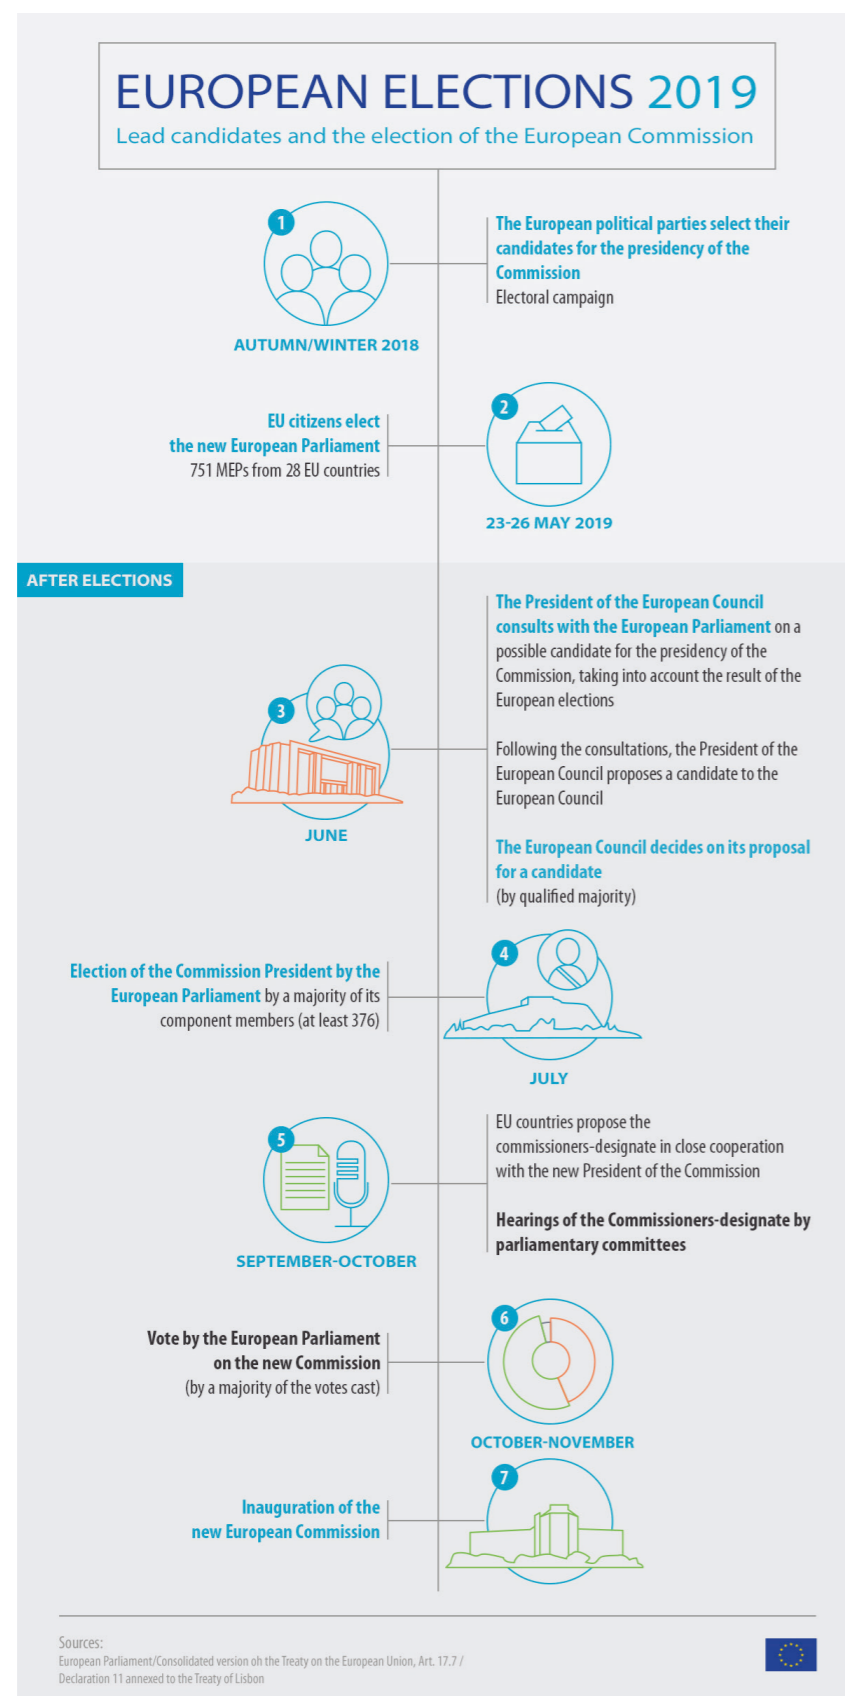 EUROPEAN ELECTIONS 2019
Lead candidates and the election of the European Commission
1
The European political parties select their
candidates for the presidency of the
Commission
Electoral campaign
AUTUMN/WINTER 2018
2
EU citizens elect
the new European Parliament
751 MEPs from 28 EU countries
23-26 MAY 2019
AFTER ELECTIONS
The President of the European Council
consults with the European Parliament on a
possible candidate for the presidency of the
Commission, taking into account the result of the
European elections
3
Following the consultations, the President of the
European Council proposes a candidate to the
European Council
JUNE
The European Council decides on its proposal
for a candidate
(by qualified majority)
4
Election of the Commission President by the
European Parliament by a majority of its
component members (at least 376)
JULY
5
EU countries propose the
commissioners-designate in close cooperation
with the new President of the Commission
Hearings of the Commissioners-designate by
parliamentary committees
SEPTEMBER-OCTOBER
6
Vote by the European Parliament
on the new Commission
(by a majority of the votes cast)
OCTOBER-NOVEMBER
7
Inauguration of the
new European Commission
Sources:
European Parliament/Consolidated version oh the Treaty on the European Union, Art. 17.7 /
Declaration 11 annexed to the Treaty of Lisbon